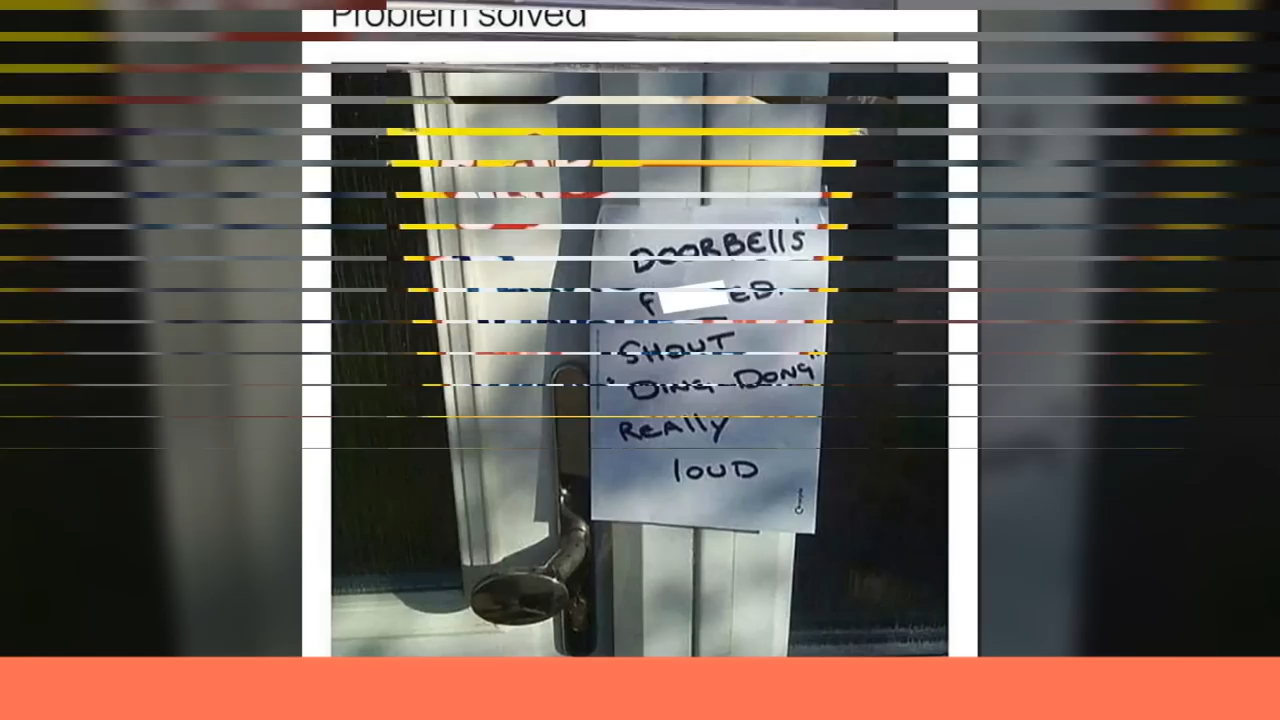 Problem solved
DOORBEllS
F ED.
SHOUT
"DING DONG"
REAlly
lOUD